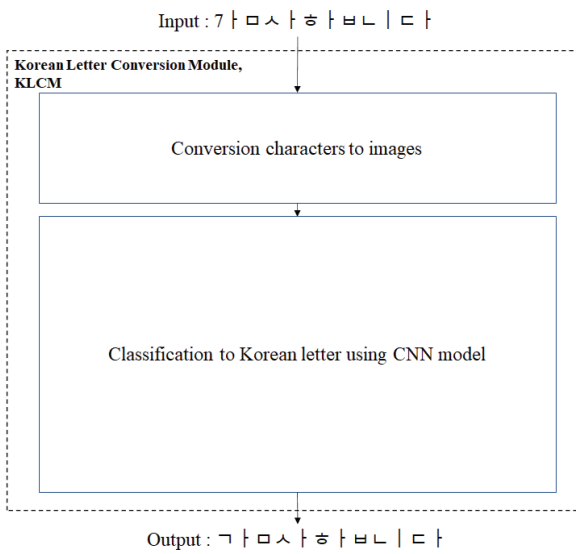 Input : 7ㅏㅁㅅㅏㅎㅏㅂㄴㅣㄷㅏ
Korean Letter Conversion Module,
KLCM
Conversion characters to images
Classification to Korean letter using CNN model
Output : ㄱㅏㅁㅅㅏㅎㅏㅂㄴㅣㄷㅏ